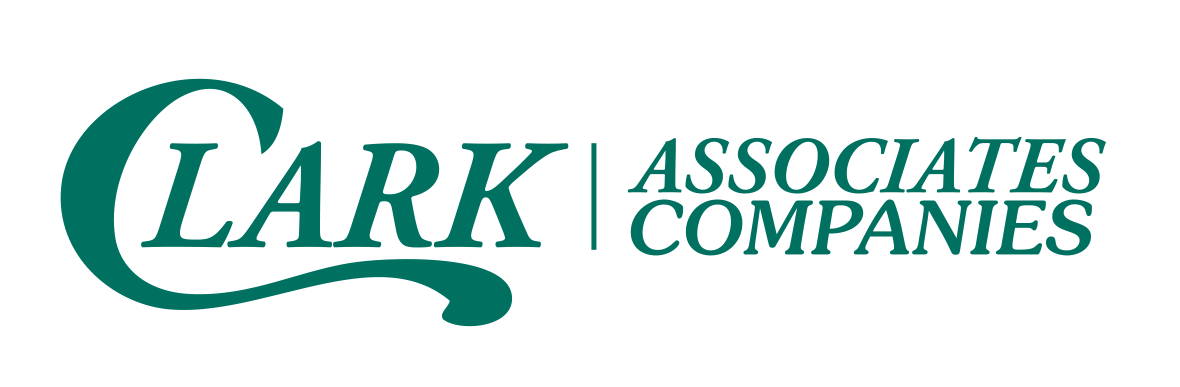 CLARK
ASSOCIATES
COMPANIES